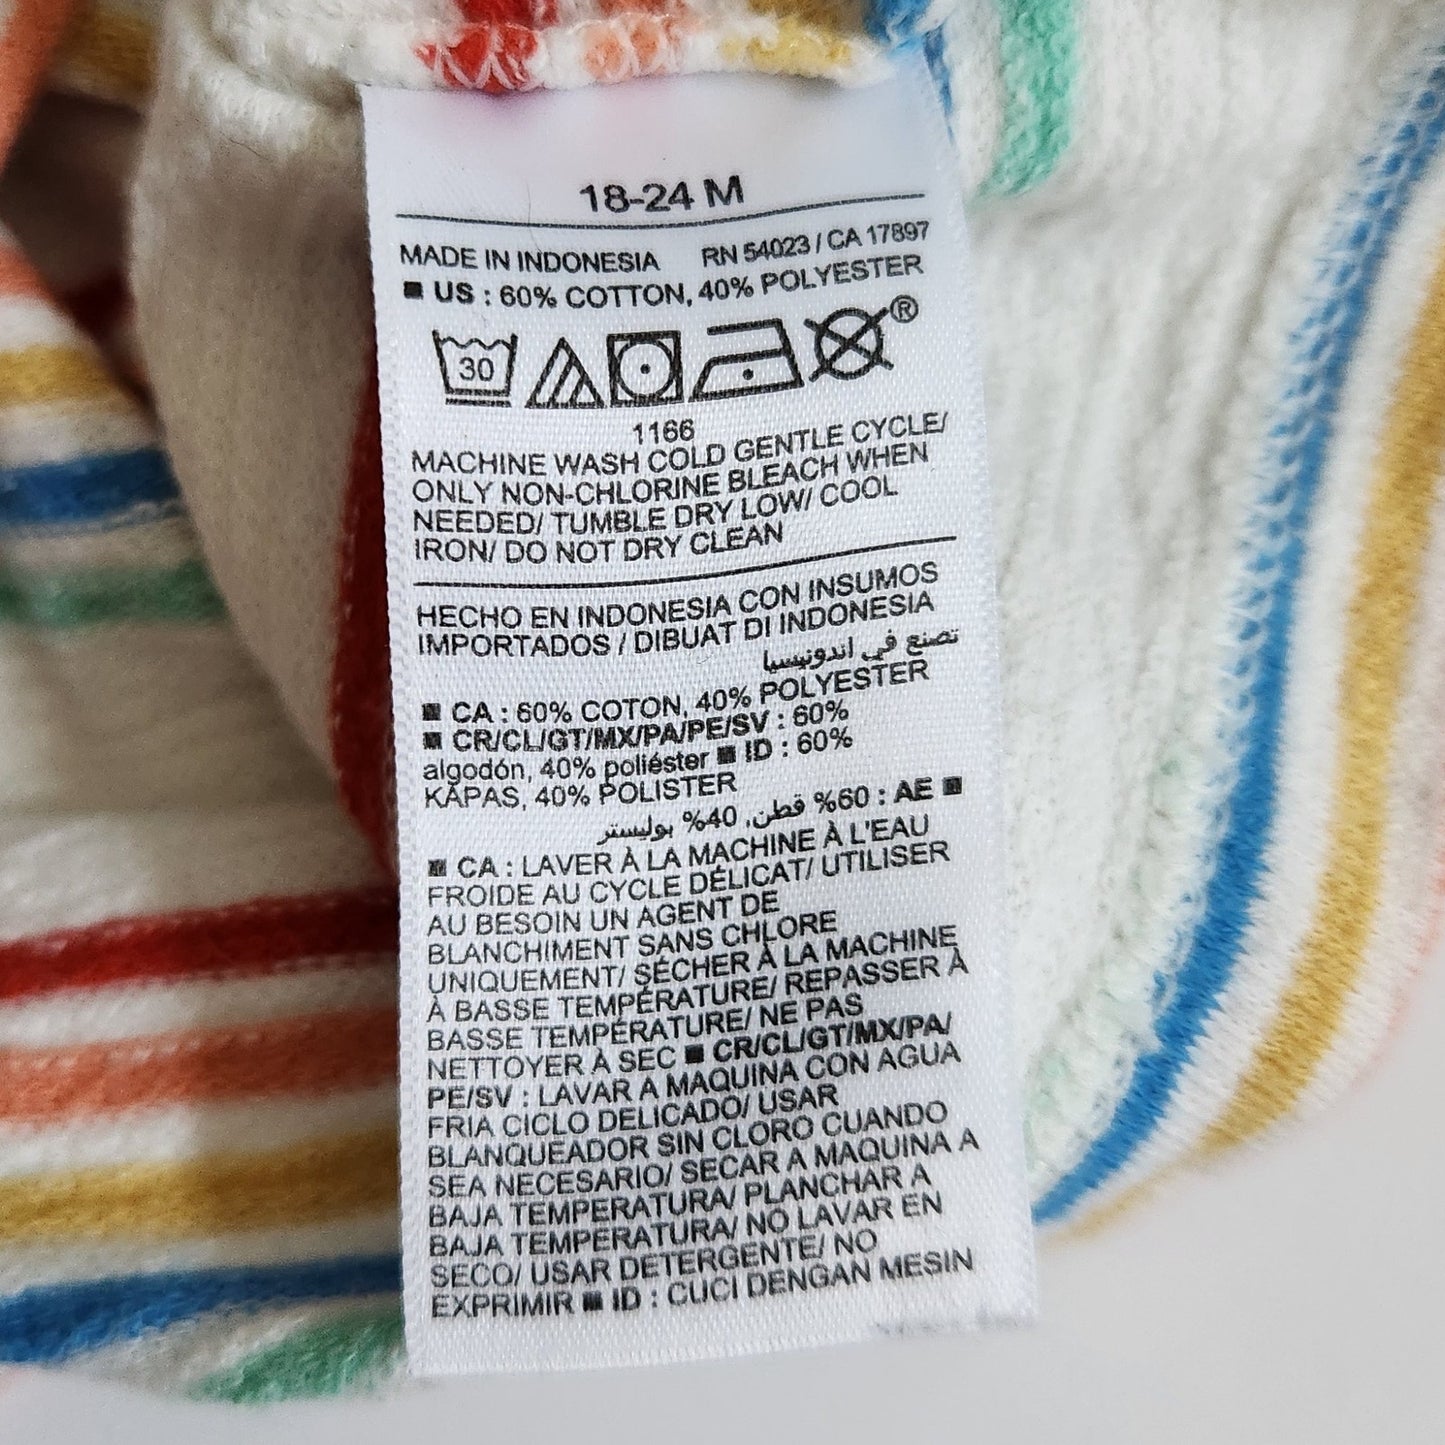 18-24 M
MADE IN INDONESIA RN 54023 / CA 17897
US : 60% COTTON, 40% POLYESTER
30 ®
1166
MACHINE WASH COLD GENTLE CYCLE/
ONLY NON-CHLORINE BLEACH WHEN
NEEDED/ TUMBLE DRY LOW/ COOL
IRON/ DO NOT DRY CLEAN
HECHO EN INDONESIA CON INSUMOS
IMPORTADOS / DIBUAT DI INDONESIA
تصنع في اندونيسيا
■ CA : 60% COTON, 40% POLYESTER
■ CR/CL/GT/MX/PA/PE/SV : 60%
algodón, 40% poliéster ■ ID : 60%
KAPAS, 40% POLISTER
■ AE : 60% قطن, 40% بوليستر
■ CA : LAVER À LA MACHINE À L'EAU
FROIDE AU CYCLE DÉLICAT/ UTILISER
AU BESOIN UN AGENT DE
BLANCHIMENT SANS CHLORE
UNIQUEMENT/ SÉCHER À LA MACHINE
À BASSE TEMPÉRATURE/ REPASSER À
BASSE TEMPÉRATURE/ NE PAS
NETTOYER À SEC ■ CR/CL/GT/MX/PA/
PE/SV : LAVAR A MAQUINA CON AGUA
FRIA CICLO DELICADO/ USAR
BLANQUEADOR SIN CLORO CUANDO
SEA NECESARIO/ SECAR A MAQUINA A
BAJA TEMPERATURA/ PLANCHAR A
BAJA TEMPERATURA/ NO LAVAR EN
SECO/ USAR DETERGENTE/ NO
EXPRIMIR ■ ID : CUCI DENGAN MESIN